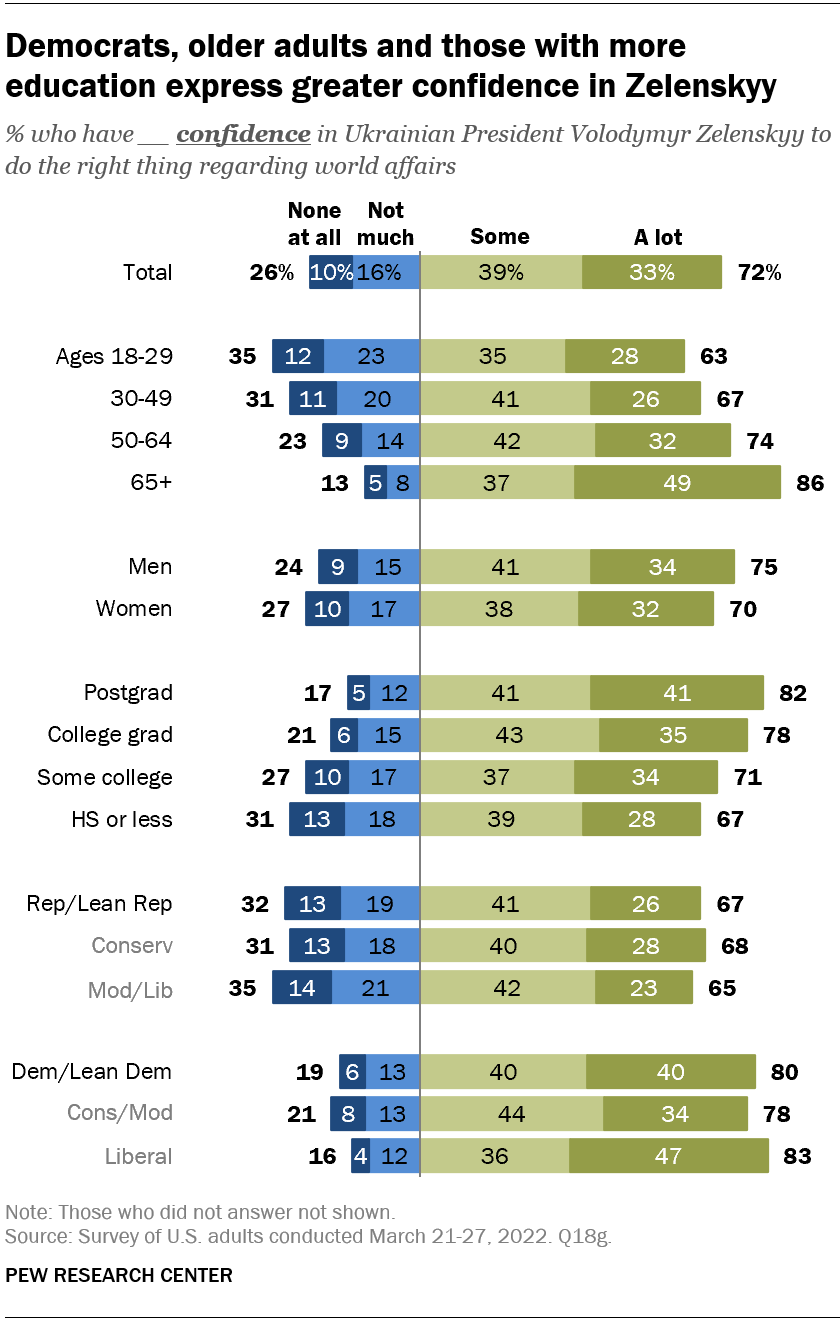 Democrats, older adults and those with more
education express greater confidence in Zelenskyy
% who have __ confidence in Ukrainian President Volodymyr Zelenskyy to
do the right thing regarding world affairs
None at all Not much Some A lot
Total 26% 10% 16% 39% 33% 72%
Ages 18-29 35 12 23 35 28 63
30-49 31 11 20 41 26 67
50-64 23 9 14 42 32 74
65+ 13 5 8 37 49 86
Men 24 9 15 41 34 75
Women 27 10 17 38 32 70
Postgrad 17 5 12 41 41 82
College grad 21 6 15 43 35 78
Some college 27 10 17 37 34 71
HS or less 31 13 18 39 28 67
Rep/Lean Rep 32 13 19 41 26 67
Conserv 31 13 18 40 28 68
Mod/Lib 35 14 21 42 23 65
Dem/Lean Dem 19 6 13 40 40 80
Cons/Mod 21 8 13 44 34 78
Liberal 16 4 12 36 47 83
Note: Those who did not answer not shown.
Source: Survey of U.S. adults conducted March 21-27, 2022. Q18g.
PEW RESEARCH CENTER